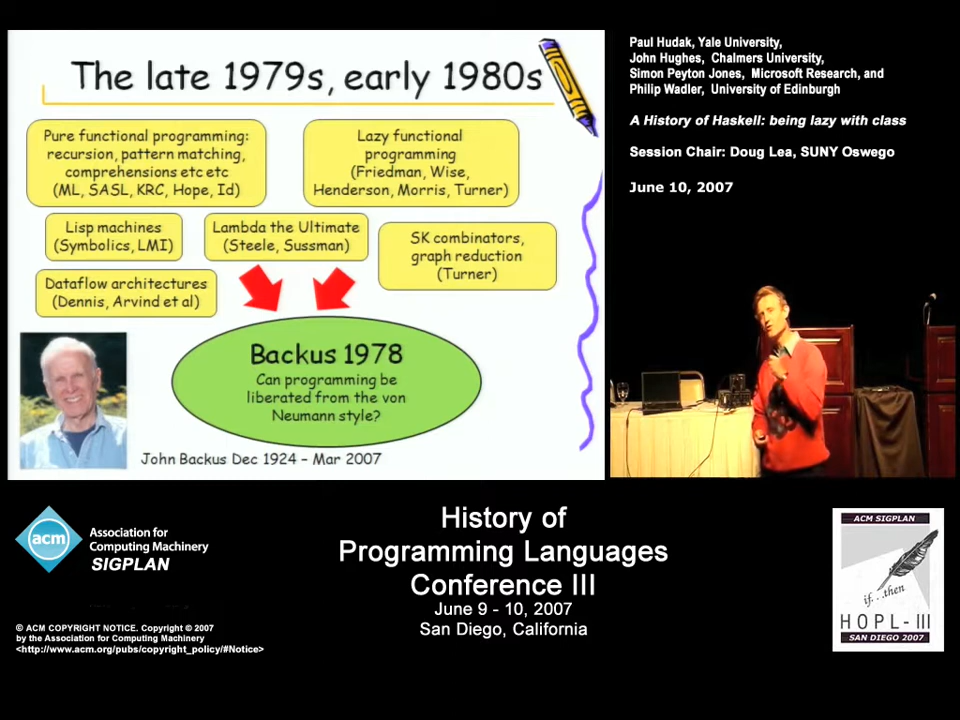 The late 1979s, early 1980s
Pure functional programming:
recursion, pattern matching,
comprehensions etc etc
(ML, SASL, KRC, Hope, Id)
Lazy functional
programming
(Friedman, Wise,
Henderson, Morris, Turner)
Lisp machines
(Symbolics, LMI)
Lambda the Ultimate
(Steele, Sussman)
SK combinators,
graph reduction
(Turner)
Dataflow architectures
(Dennis, Arvind et al)
Backus 1978
Can programming be
liberated from the von
Neumann style?
John Backus Dec 1924 – Mar 2007
Paul Hudak, Yale University,
John Hughes, Chalmers University,
Simon Peyton Jones, Microsoft Research, and
Philip Wadler, University of Edinburgh
A History of Haskell: being lazy with class
Session Chair: Doug Lea, SUNY Oswego
June 10, 2007
acm
Association for
Computing Machinery
SIGPLAN
© ACM COPYRIGHT NOTICE. Copyright © 2007
by the Association for Computing Machinery
<http://www.acm.org/pubs/copyright_policy/#Notice>
History of
Programming Languages
Conference III
June 9 - 10, 2007
San Diego, California
ACM SIGPLAN
if...then
HOPL-III
SAN DIEGO 2007